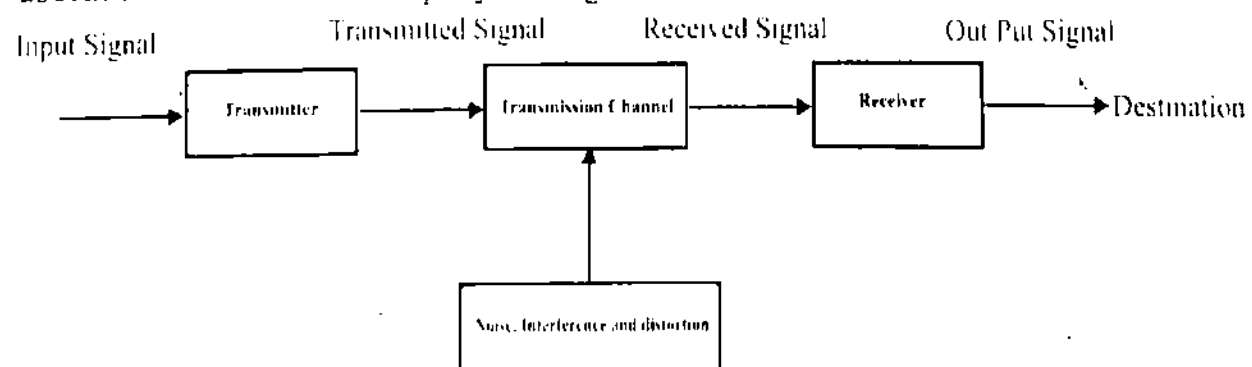 Input Signal Transmitted Signal Received Signal Out Put Signal
Transmitter Transmission Channel Receiver Destination
Noise, Interference and distortion